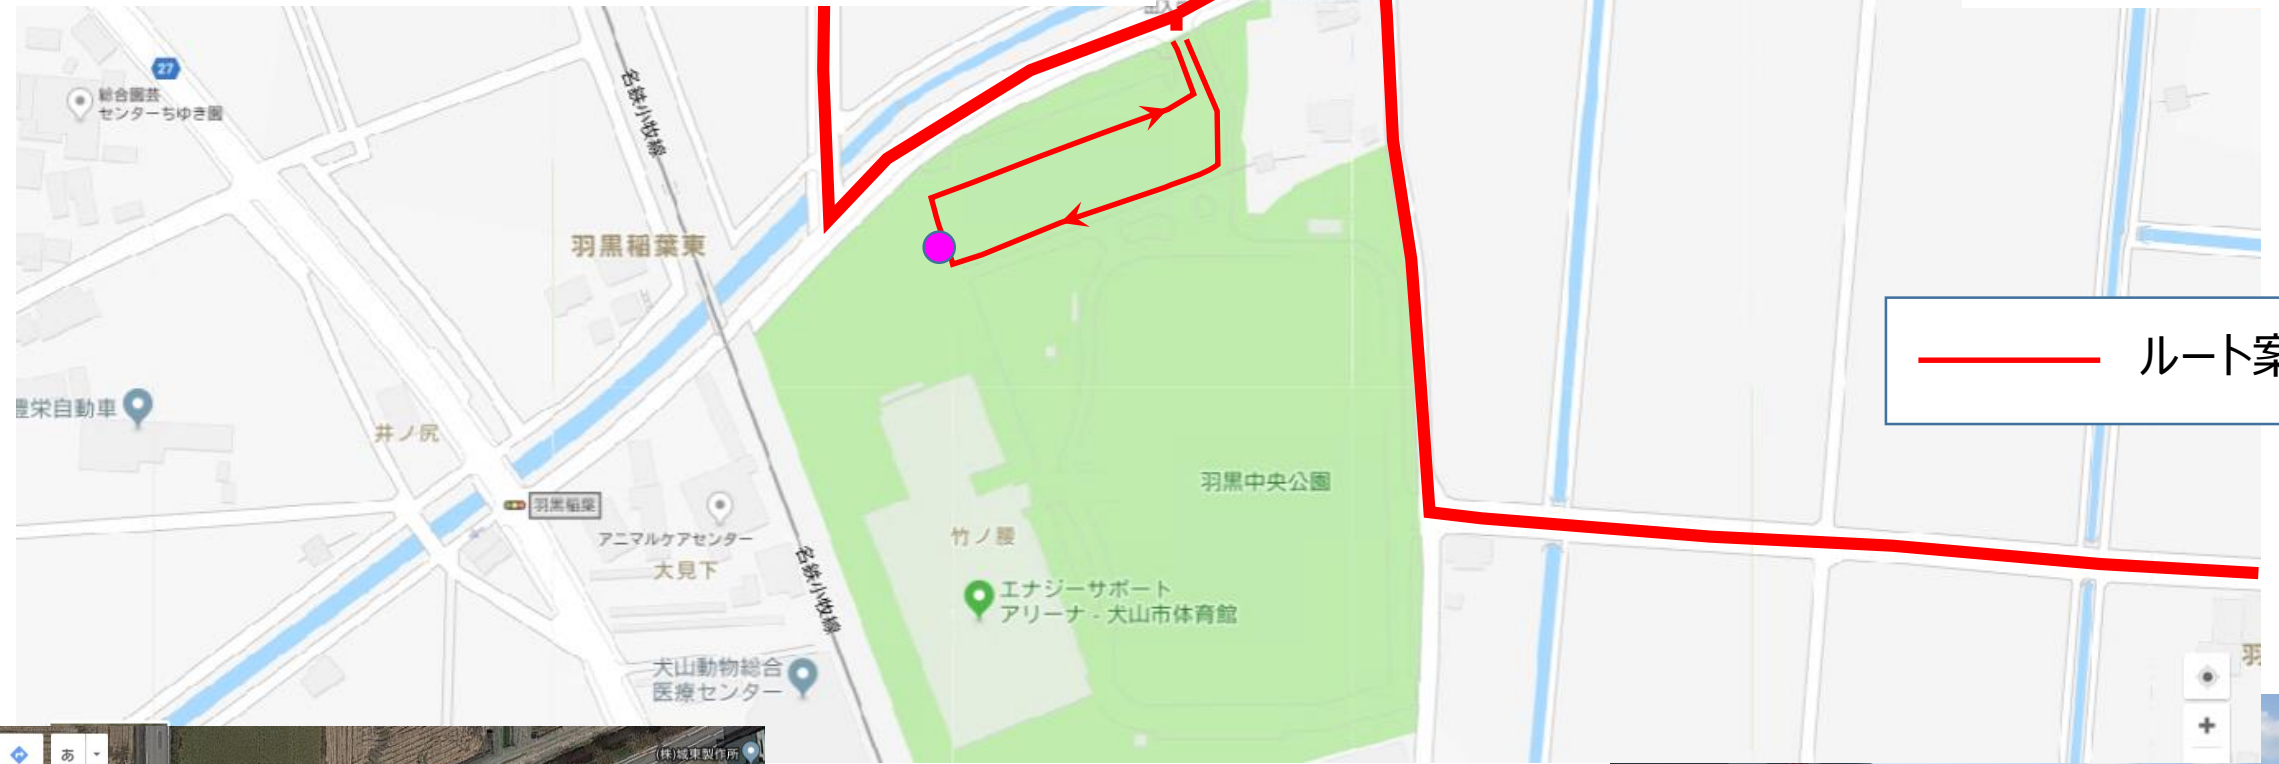 27
総合園芸
センターちゆき園
名鉄小牧線
羽黒稲葉東
ルート案
豊栄自動車
井ノ尻
羽黒稲葉
羽黒中央公園
アニマルケアセンター
竹ノ腰
大見下
名鉄小牧線
エナジーサポート
アリーナ - 犬山市体育館
犬山動物総合
医療センター
羽
+
あ
(株)城東製作所